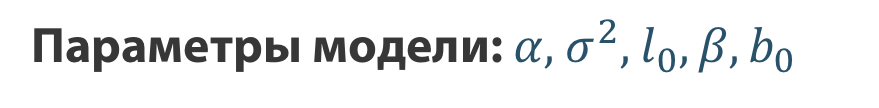 Параметры модели: α, σ², l₀, β, b₀